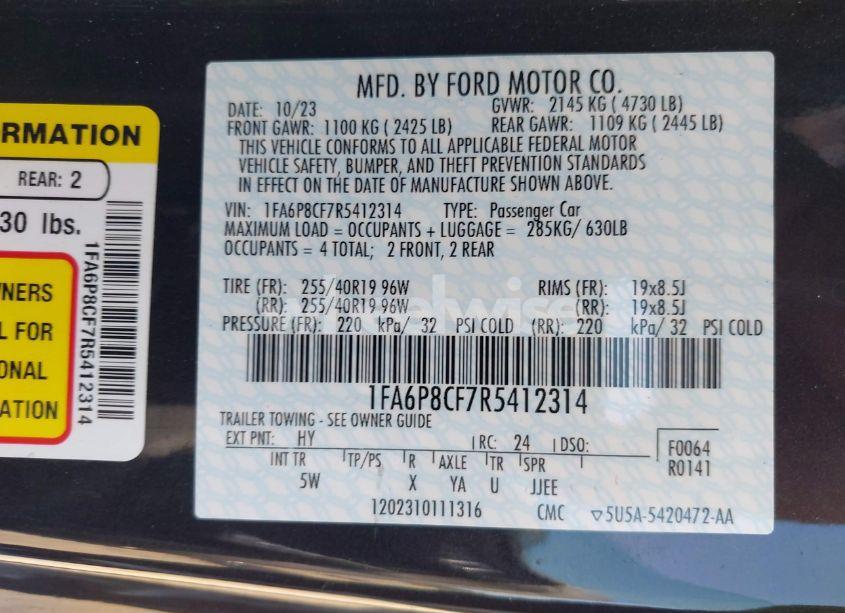 RMATION
REAR: 2
30 lbs.
NERS
L FOR
ONAL
ATION
1FA6P8CF7R5412314
MFD. BY FORD MOTOR CO.
DATE: 10/23 GVWR: 2145 KG ( 4730 LB)
FRONT GAWR: 1100 KG ( 2425 LB) REAR GAWR: 1109 KG ( 2445 LB)
THIS VEHICLE CONFORMS TO ALL APPLICABLE FEDERAL MOTOR
VEHICLE SAFETY, BUMPER, AND THEFT PREVENTION STANDARDS
IN EFFECT ON THE DATE OF MANUFACTURE SHOWN ABOVE.
VIN: 1FA6P8CF7R5412314 TYPE: Passenger Car
MAXIMUM LOAD = OCCUPANTS + LUGGAGE = 285KG/ 630LB
OCCUPANTS = 4 TOTAL; 2 FRONT, 2 REAR
TIRE (FR): 255/40R19 96W RIMS (FR): 19x8.5J
(RR): 255/40R19 96W (RR): 19x8.5J
PRESSURE (FR): 220 kPa/ 32 PSI COLD (RR): 220 kPa/ 32 PSI COLD
1FA6P8CF7R5412314
TRAILER TOWING - SEE OWNER GUIDE
EXT PNT: HY RC: 24 DSO: F0064
R0141
INT TR TP/PS R AXLE TR SPR
5W X YA U JJEE
1202310111316 CMC ▽5U5A-5420472-AA